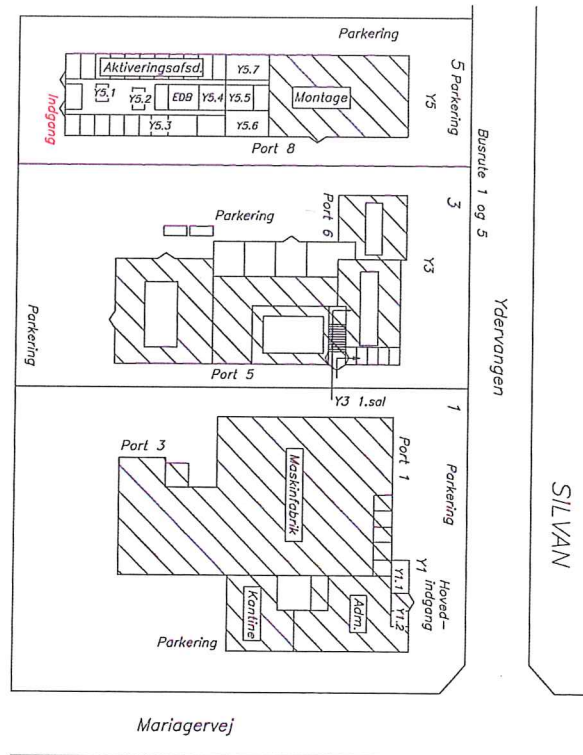 Parkering
5 Parkering
Y5
Aktiveringsafsd.
Y5.7
Montage
Y5.1
Y5.2
EDB
Y5.4
Y5.5
Y5.3
Y5.6
Indgang
Port 8
Busrute 1 og 5
Ydervangen
SILVAN
3
Y3
Port 6
Parkering
Parkering
Port 5
Y3 1.sal
1
Port 3
Port 1
Parkering
Maskinfabrik
Y1
Hoved-
indgang
Y1.1
Y1.2
Adm.
Kantine
Parkering
Mariagervej